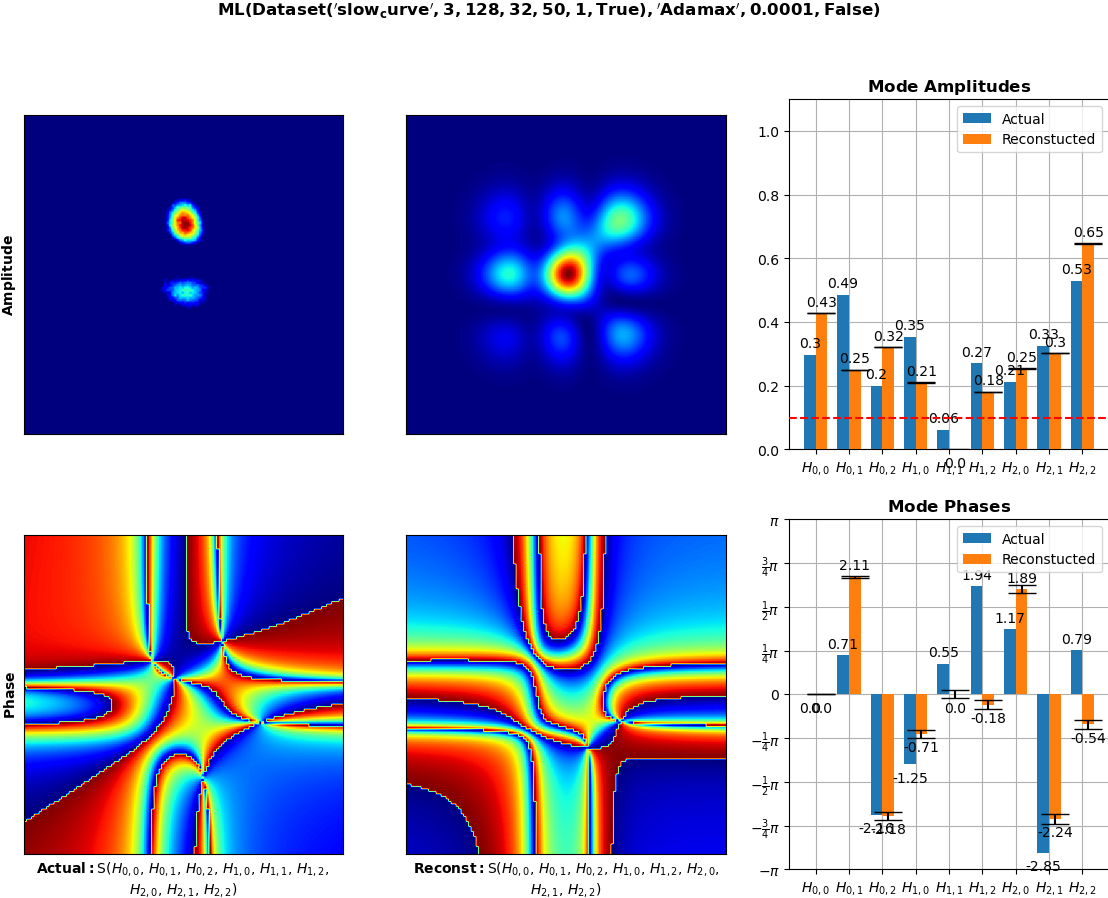 ML(Dataset('slow_curve', 3, 128, 32, 50, 1, True), 'Adamax', 0.0001, False)
Amplitude
Mode Amplitudes
Actual
Reconstucted
1.0
0.8
0.6
0.4
0.2
0.0
0.3
0.43
0.49
0.25
0.2
0.32
0.35
0.21
0.06
0.0
0.27
0.18
0.21
0.25
0.33
0.3
0.53
0.65
H0,0 H0,1 H0,2 H1,0 H1,1 H1,2 H2,0 H2,1 H2,2
Phase
Mode Phases
Actual
Reconstucted
π
3/4π
1/2π
1/4π
0
−1/4π
−1/2π
−3/4π
−π
0.0
0.0
0.71
2.11
-2.16
-2.18
-1.25
-0.71
0.55
0.0
1.94
-0.18
1.17
1.89
-2.85
-2.24
0.79
-0.54
H0,0 H0,1 H0,2 H1,0 H1,1 H1,2 H2,0 H2,1 H2,2
Actual: S(H0,0, H0,1, H0,2, H1,0, H1,1, H1,2,
H2,0, H2,1, H2,2)
Reconst: S(H0,0, H0,1, H0,2, H1,0, H1,2, H2,0,
H2,1, H2,2)